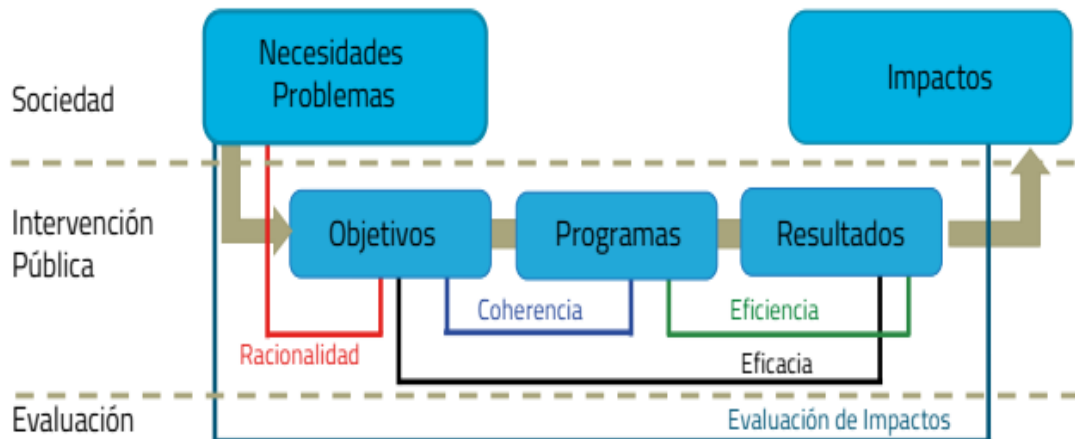 Necesidades
Problemas
Impactos
Sociedad
Intervención
Pública
Objetivos
Programas
Resultados
Coherencia
Eficiencia
Racionalidad
Eficacia
Evaluación
Evaluación de Impactos